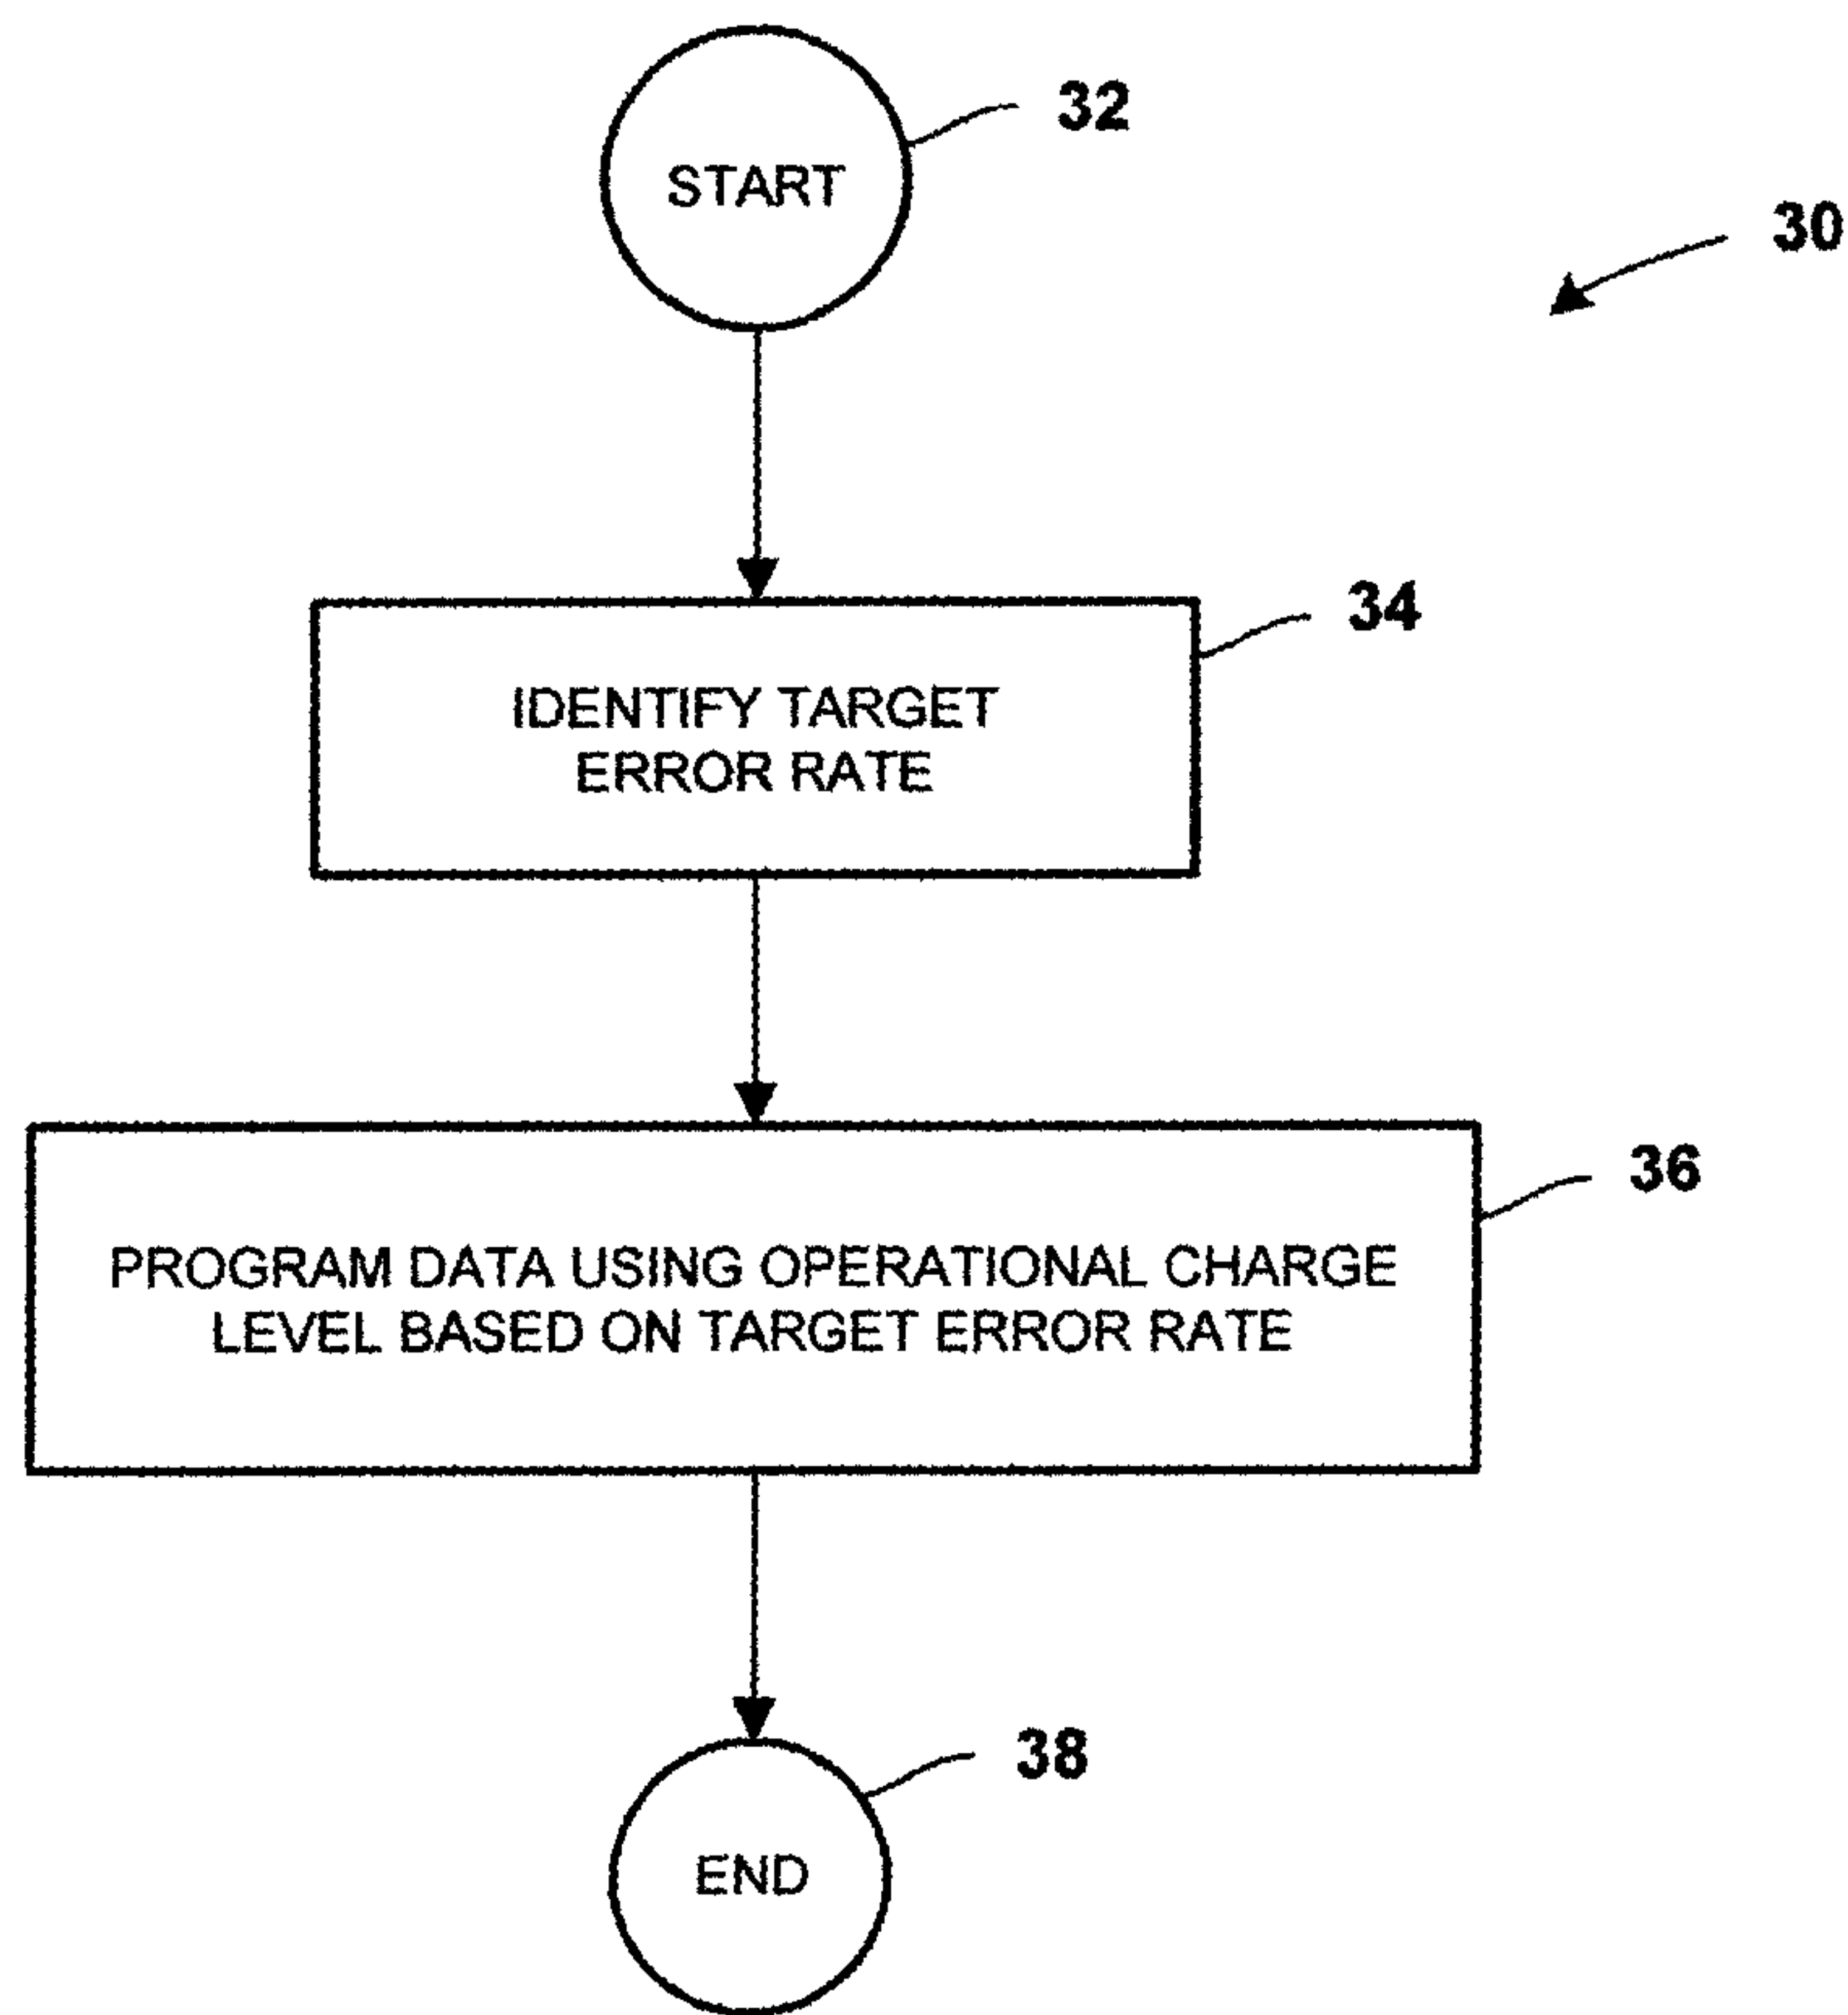 32
START
30
34
IDENTIFY TARGET
ERROR RATE
36
PROGRAM DATA USING OPERATIONAL CHARGE
LEVEL BASED ON TARGET ERROR RATE
38
END